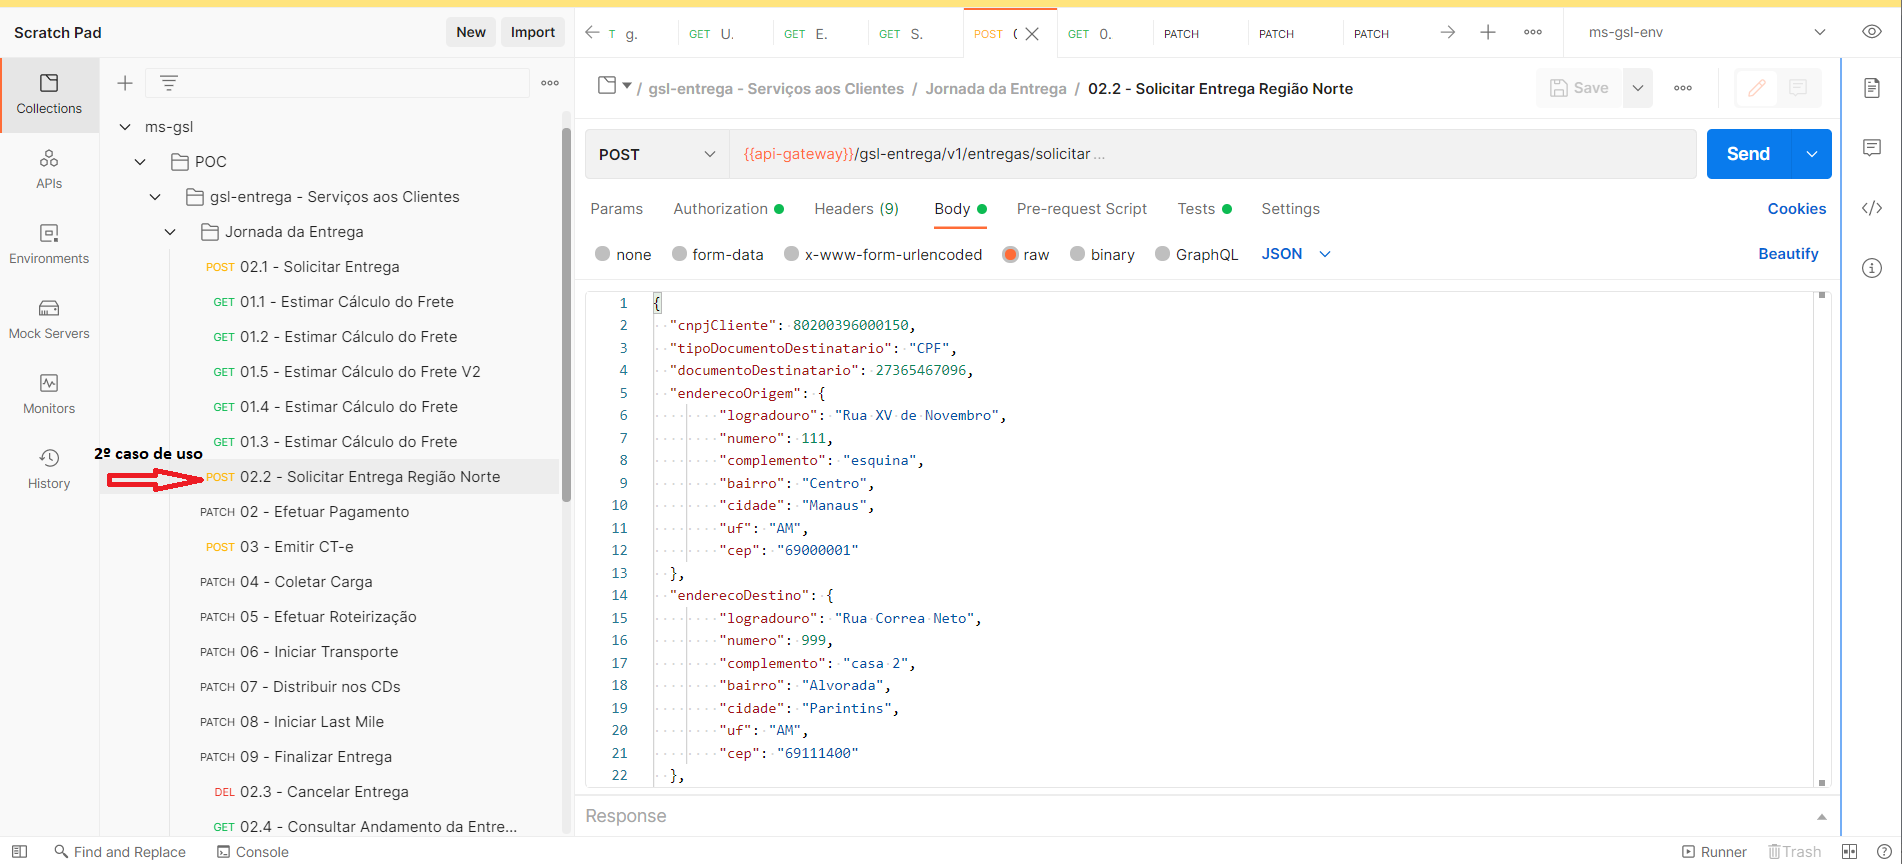 Scratch Pad
New
Import
T g.
GET U.
GET E.
GET S.
POST
GET 0.
PATCH
PATCH
PATCH
ms-gsl-env
Collections
APIs
Environments
Mock Servers
Monitors
History
ms-gsl
POC
gsl-entrega - Serviços aos Clientes
Jornada da Entrega
POST 02.1 - Solicitar Entrega
GET 01.1 - Estimar Cálculo do Frete
GET 01.2 - Estimar Cálculo do Frete
GET 01.5 - Estimar Cálculo do Frete V2
GET 01.4 - Estimar Cálculo do Frete
GET 01.3 - Estimar Cálculo do Frete
2º caso de uso
POST 02.2 - Solicitar Entrega Região Norte
PATCH 02 - Efetuar Pagamento
POST 03 - Emitir CT-e
PATCH 04 - Coletar Carga
PATCH 05 - Efetuar Roteirização
PATCH 06 - Iniciar Transporte
PATCH 07 - Distribuir nos CDs
PATCH 08 - Iniciar Last Mile
PATCH 09 - Finalizar Entrega
DEL 02.3 - Cancelar Entrega
GET 02.4 - Consultar Andamento da Entre...
/ gsl-entrega - Serviços aos Clientes / Jornada da Entrega / 02.2 - Solicitar Entrega Região Norte
Save
POST
{{api-gateway}}/gsl-entrega/v1/entregas/solicitar ...
Send
Params
Authorization
Headers (9)
Body
Pre-request Script
Tests
Settings
Cookies
none
form-data
x-www-form-urlencoded
raw
binary
GraphQL
JSON
Beautify
1 {
2 "cnpjCliente": 80200396000150,
3 "tipoDocumentoDestinatario": "CPF",
4 "documentoDestinatario": 27365467096,
5 "enderecoOrigem": {
6 "logradouro": "Rua XV de Novembro",
7 "numero": 111,
8 "complemento": "esquina",
9 "bairro": "Centro",
10 "cidade": "Manaus",
11 "uf": "AM",
12 "cep": "69000001"
13 },
14 "enderecoDestino": {
15 "logradouro": "Rua Correa Neto",
16 "numero": 999,
17 "complemento": "casa 2",
18 "bairro": "Alvorada",
19 "cidade": "Parintins",
20 "uf": "AM",
21 "cep": "69111400"
22 },
Response
Find and Replace
Console
Runner
Trash